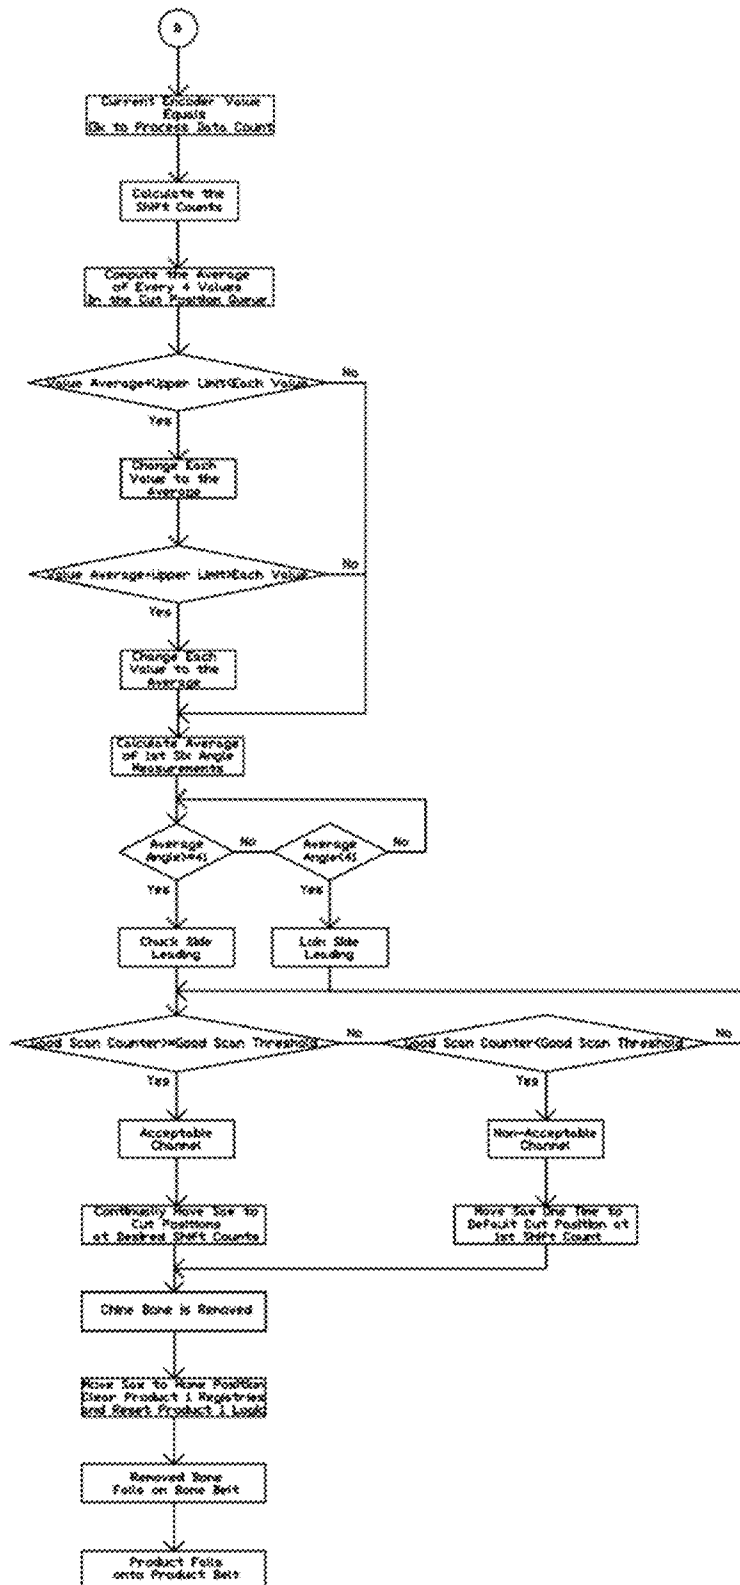 Current Encoder Value
Equals
Ok to Process Data Count
Calculate the
Shift Counts
Compute the Average
of Every 4 Values
In the Cut Position Queue
Value Average+Upper Limit<Each Value
No
Yes
Change Each
Value to the
Average
Value Average+Upper Limit>Each Value
No
Yes
Change Each
Value to the
Average
Calculate Average
of 1st Six Angle
Measurements
Average
No
Average
No
Yes
Yes
Chuck Side
Leading
Loin Side
Leading
Good Scan Counter>=Good Scan Threshold
No
Good Scan Counter<Good Scan Threshold
No
Yes
Yes
Acceptable
Channel
Non-Acceptable
Channel
Continually Move Saw to
Cut Positions
at Desired Shift Counts
Move Saw One Time to
Default Cut Position at
1st Shift Count
Chine Bone is Removed
Move Saw to Home Position
Clear Product 1 Registries
and Reset Product 1 Logic
Removed Bone
Falls on Bone Belt
Product Falls
onto Product Belt